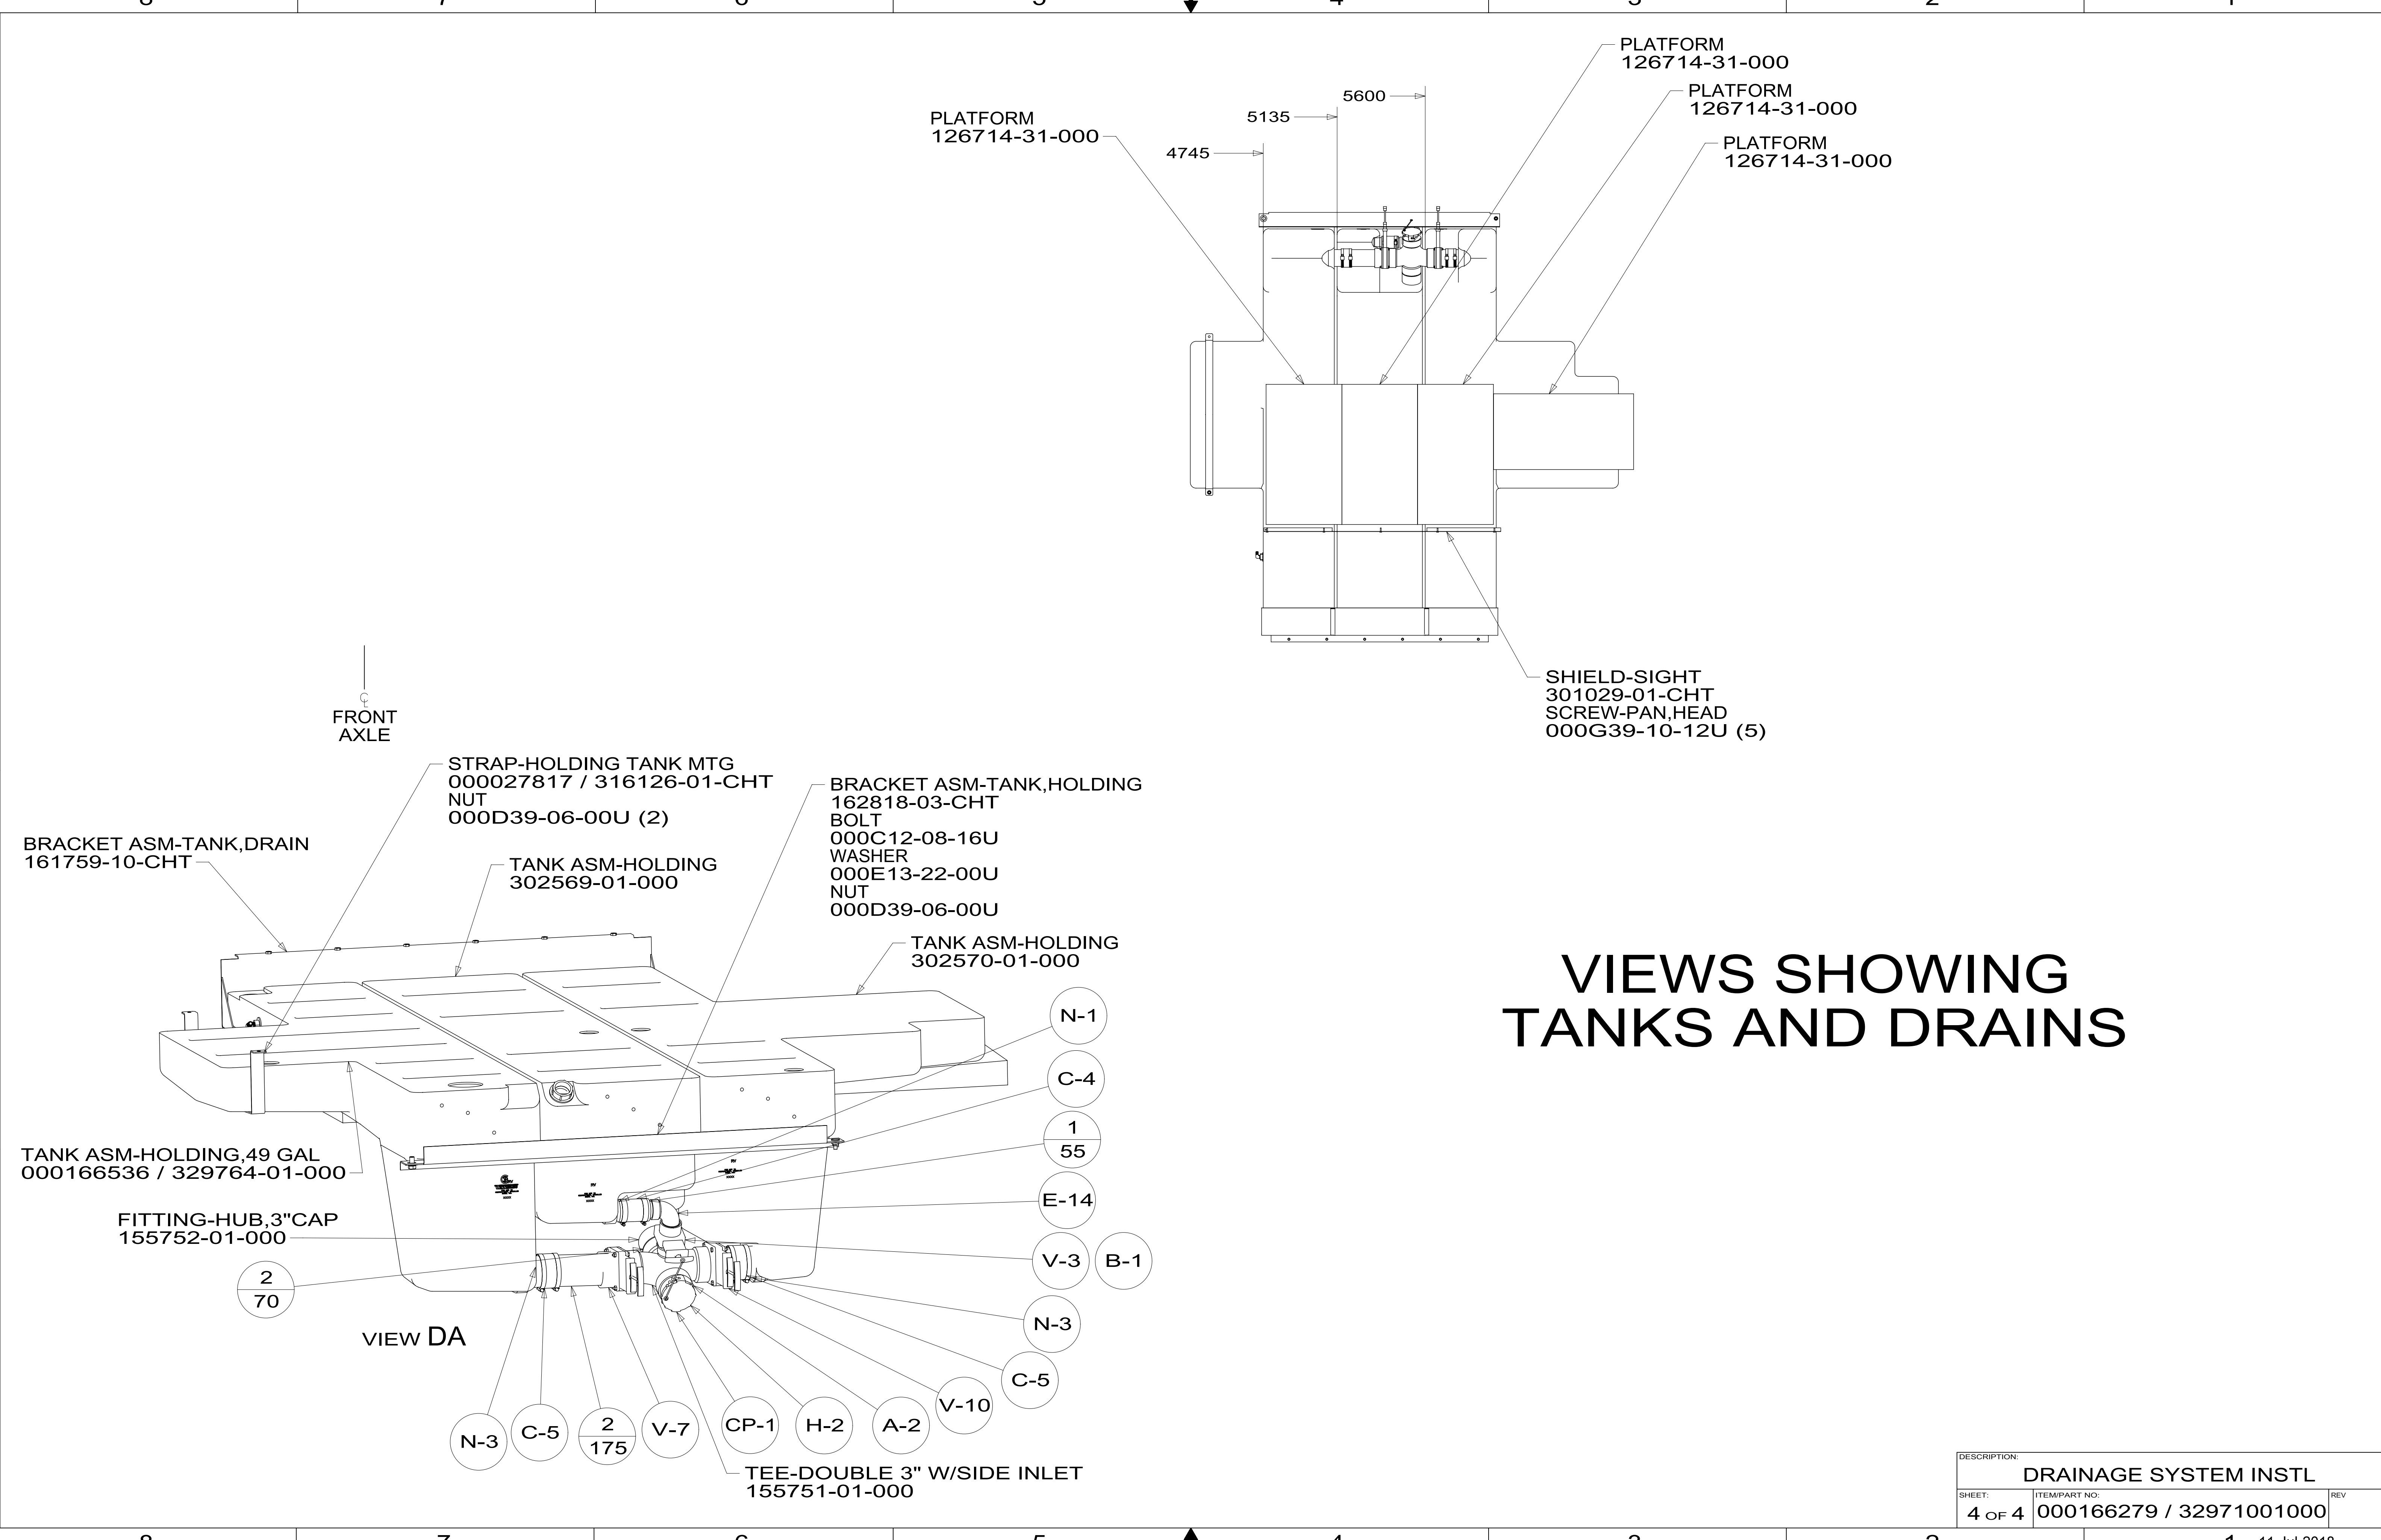 PLATFORM
126714-31-000
PLATFORM
126714-31-000
PLATFORM
126714-31-000
PLATFORM
126714-31-000
5600
5135
4745
SHIELD-SIGHT
301029-01-CHT
SCREW-PAN,HEAD
000G39-10-12U (5)
FRONT
AXLE
STRAP-HOLDING TANK MTG
000027817 / 316126-01-CHT
NUT
000D39-06-00U (2)
BRACKET ASM-TANK,HOLDING
162818-03-CHT
BOLT
000C12-08-16U
WASHER
000E13-22-00U
NUT
000D39-06-00U
BRACKET ASM-TANK,DRAIN
161759-10-CHT
TANK ASM-HOLDING
302569-01-000
TANK ASM-HOLDING
302570-01-000
VIEWS SHOWING
TANKS AND DRAINS
N-1
C-4
1
55
E-14
V-3 B-1
N-3
C-5
V-10
A-2
H-2
CP-1
V-7
2
175
C-5
N-3
TANK ASM-HOLDING,49 GAL
000166536 / 329764-01-000
FITTING-HUB,3"CAP
155752-01-000
2
70
VIEW DA
TEE-DOUBLE 3" W/SIDE INLET
155751-01-000
DESCRIPTION:
DRAINAGE SYSTEM INSTL
SHEET:
4 OF 4
ITEM/PART NO:
000166279 / 32971001000
REV